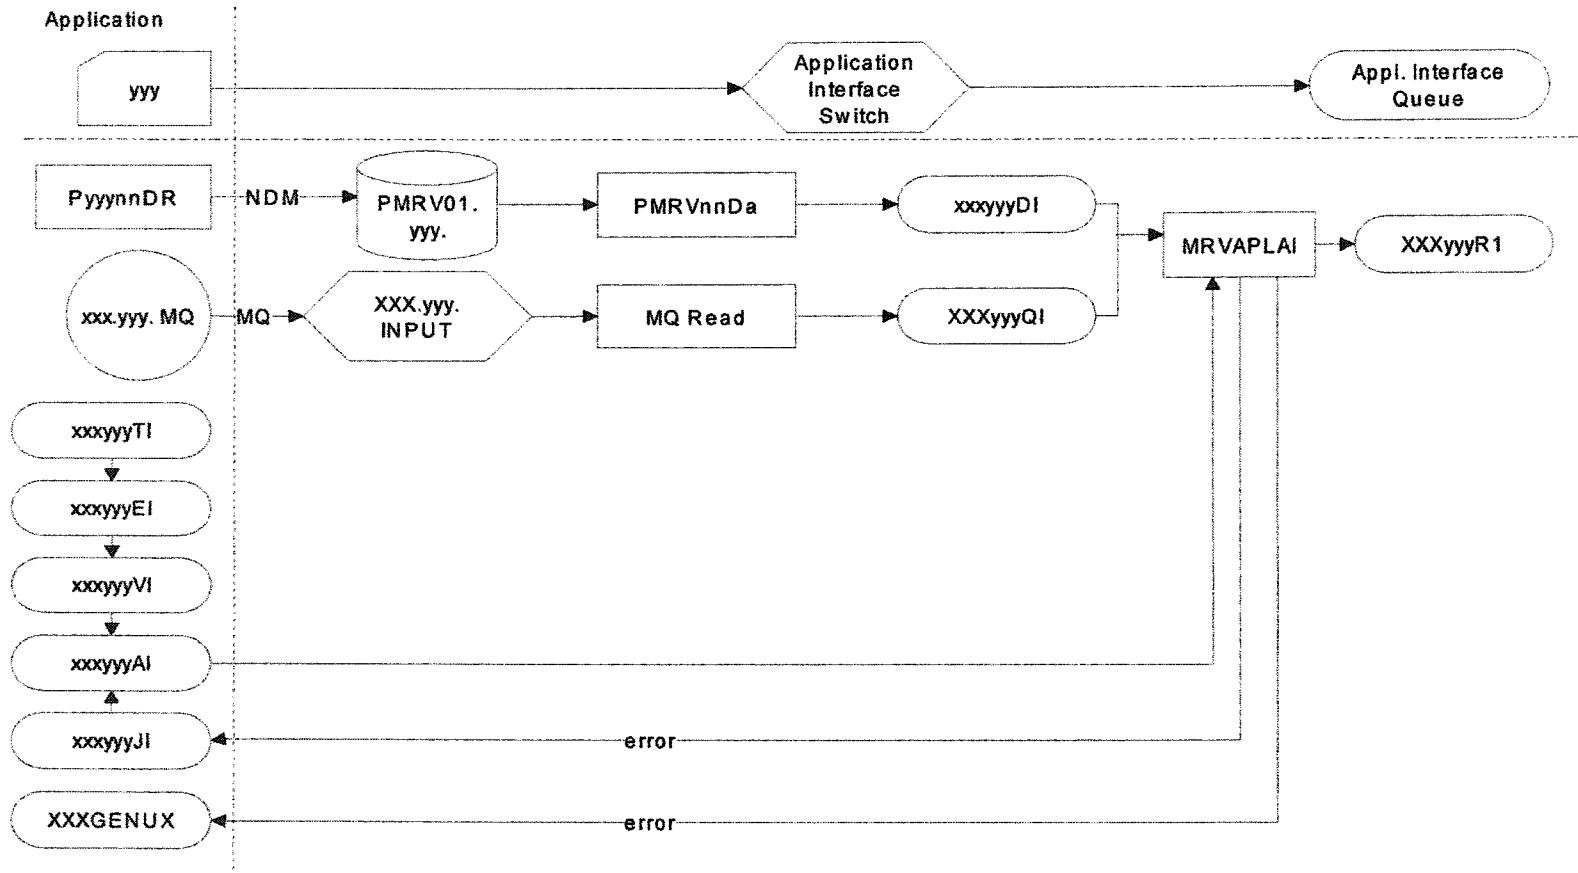 Application
yyy
Application
Interface
Switch
Appl. Interface
Queue
PyyynnDR
NDM
PMRV01.
yyy.
PMRVnnDa
xxxyyyDI
MRVAPLAI
XXXyyyR1
xxx.yyy. MQ
MQ
XXX.yyy.
INPUT
MQ Read
XXXyyyQI
xxxyyyTI
xxxyyyEI
xxxyyyVI
xxxyyyAI
xxxyyyJI
error
XXXGENUX
error